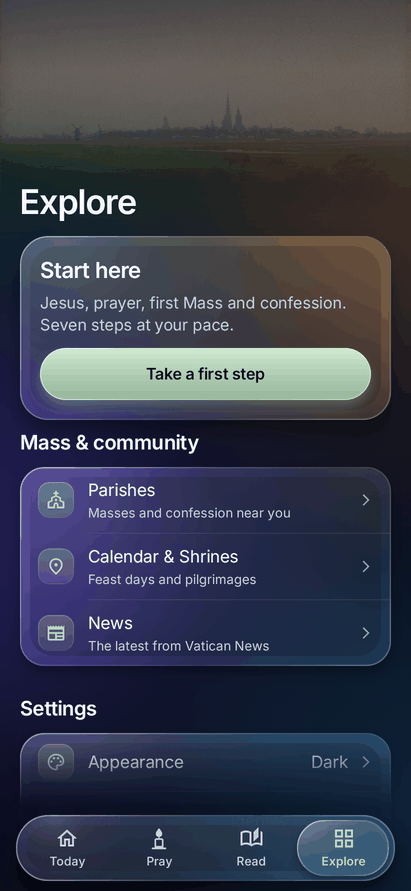 Explore
Start here
Jesus, prayer, first Mass and confession.
Seven steps at your pace.
Take a first step
Mass & community
Parishes
Masses and confession near you
Calendar & Shrines
Feast days and pilgrimages
News
The latest from Vatican News
Settings
Appearance
Dark
Today
Pray
Read
Explore